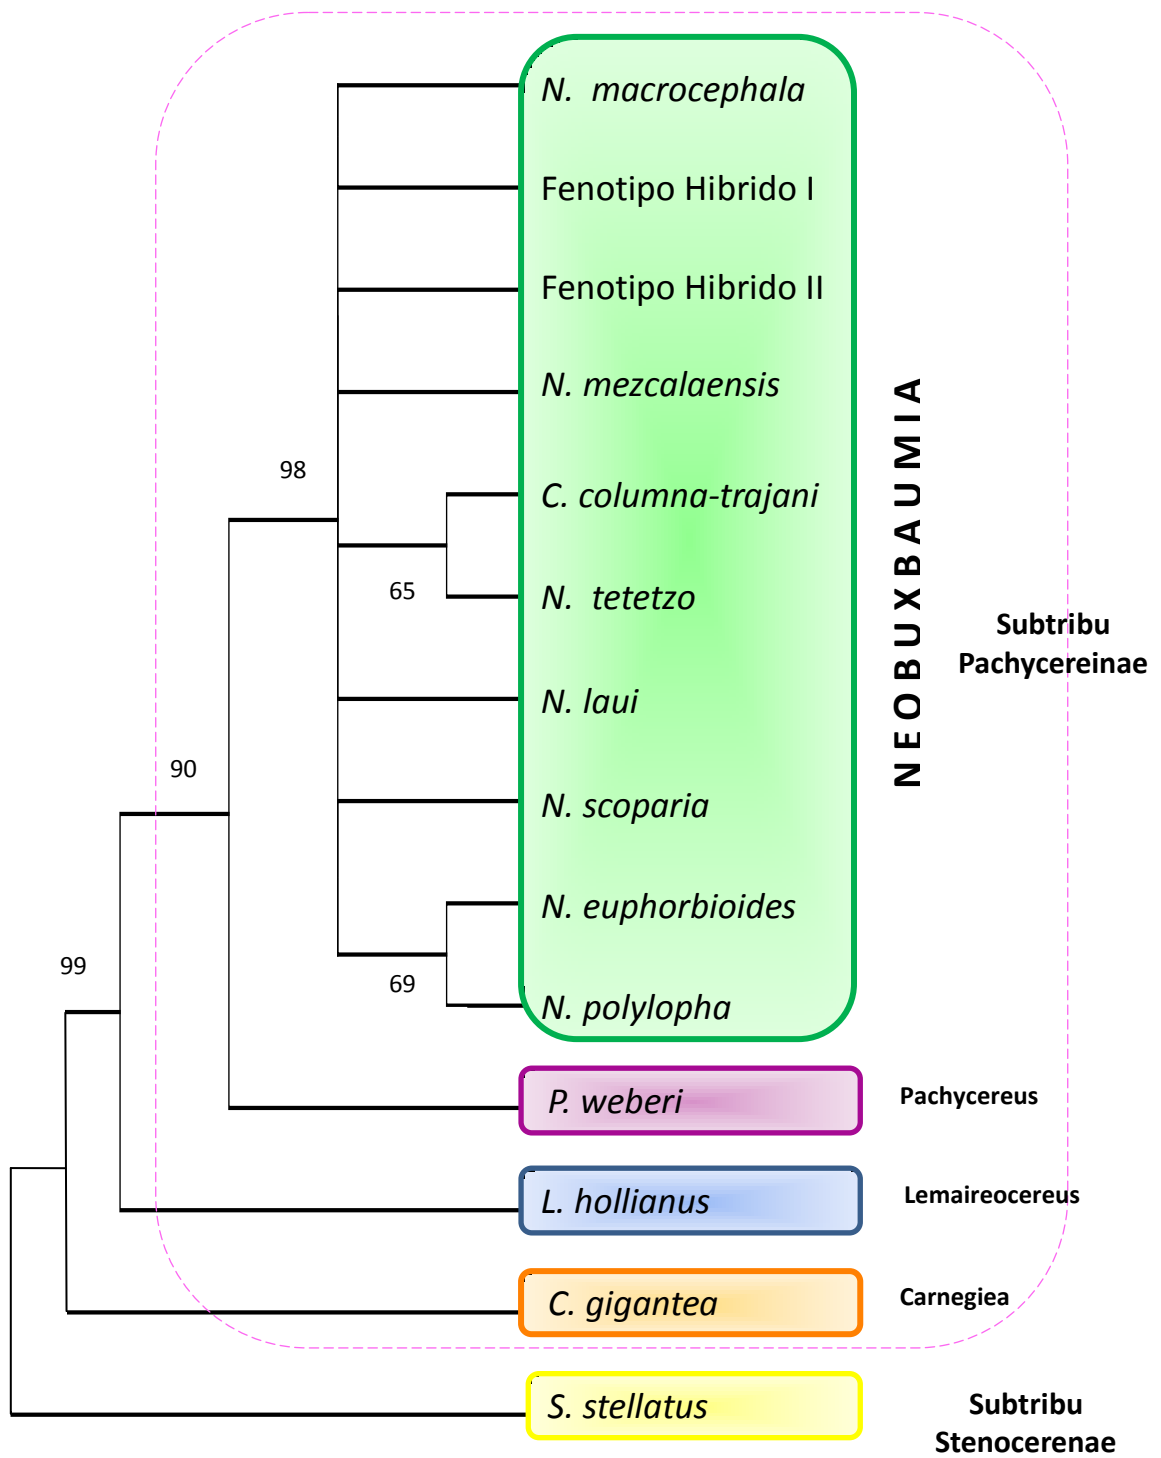 N. macrocephala
Fenotipo Hibrido I
Fenotipo Hibrido II
N. mezcalaensis
98
C. columna-trajani
65
N. tetetzo
NEOBUXBAUMIA
Subtribu
Pachycereinae
N. laui
90
N. scoparia
N. euphorbioides
99
69
N. polylopha
P. weberi
Pachycereus
L. hollianus
Lemaireocereus
C. gigantea
Carnegiea
S. stellatus
Subtribu
Stenocerenae